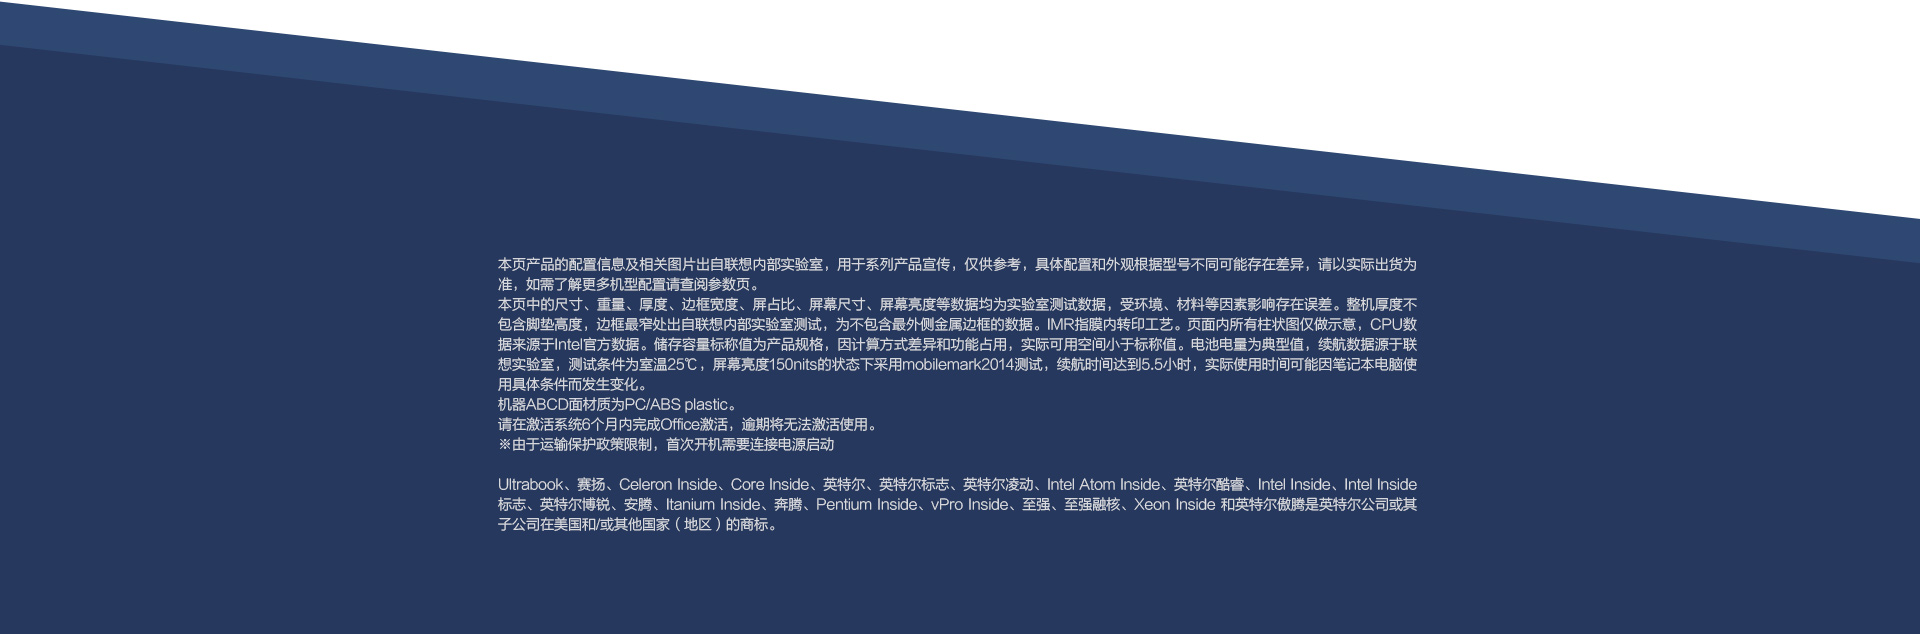 本页产品的配置信息及相关图片出自联想内部实验室，用于系列产品宣传，仅供参考，具体配置和外观根据型号不同可能存在差异，请以实际出货为
准，如需了解更多机型配置请查阅参数页。
本页中的尺寸、重量、厚度、边框宽度、屏占比、屏幕尺寸、屏幕亮度等数据均为实验室测试数据，受环境、材料等因素影响存在误差。整机厚度不
包含脚垫高度，边框最窄处出自联想内部实验室测试，为不包含最外侧金属边框的数据。IMR指膜内转印工艺。页面内所有柱状图仅做示意，CPU数
据来源于Intel官方数据。储存容量标称值为产品规格，因计算方式差异和功能占用，实际可用空间小于标称值。电池电量为典型值，续航数据源于联
想实验室，测试条件为室温25℃，屏幕亮度150nits的状态下采用mobilemark2014测试，续航时间达到5.5小时，实际使用时间可能因笔记本电脑使
用具体条件而发生变化。
机器ABCD面材质为PC/ABS plastic。
请在激活系统6个月内完成Office激活，逾期将无法激活使用。
※由于运输保护政策限制，首次开机需要连接电源启动
Ultrabook、赛扬、Celeron Inside、Core Inside、英特尔、英特尔标志、英特尔凌动、Intel Atom Inside、英特尔酷睿、Intel Inside、Intel Inside
标志、英特尔博锐、安腾、Itanium Inside、奔腾、Pentium Inside、vPro Inside、至强、至强融核、Xeon Inside 和英特尔傲腾是英特尔公司或其
子公司在美国和/或其他国家（地区）的商标。